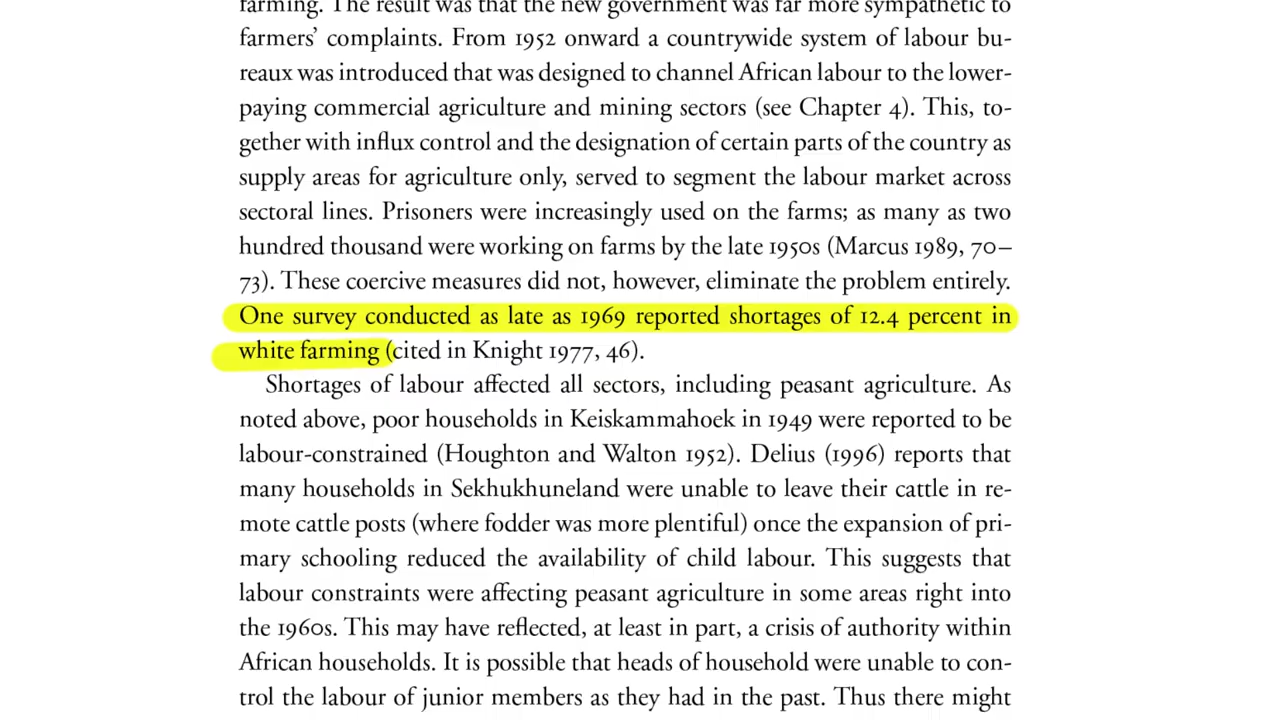 farming. The result was that the new government was far more sympathetic to
farmers’ complaints. From 1952 onward a countrywide system of labour bu-
reaux was introduced that was designed to channel African labour to the lower-
paying commercial agriculture and mining sectors (see Chapter 4). This, to-
gether with influx control and the designation of certain parts of the country as
supply areas for agriculture only, served to segment the labour market across
sectoral lines. Prisoners were increasingly used on the farms; as many as two
hundred thousand were working on farms by the late 1950s (Marcus 1989, 70–
73). These coercive measures did not, however, eliminate the problem entirely.
One survey conducted as late as 1969 reported shortages of 12.4 percent in
white farming (cited in Knight 1977, 46).
Shortages of labour affected all sectors, including peasant agriculture. As
noted above, poor households in Keiskammahoek in 1949 were reported to be
labour-constrained (Houghton and Walton 1952). Delius (1996) reports that
many households in Sekhukhuneland were unable to leave their cattle in re-
mote cattle posts (where fodder was more plentiful) once the expansion of pri-
mary schooling reduced the availability of child labour. This suggests that
labour constraints were affecting peasant agriculture in some areas right into
the 1960s. This may have reflected, at least in part, a crisis of authority within
African households. It is possible that heads of household were unable to con-
trol the labour of junior members as they had in the past. Thus there might